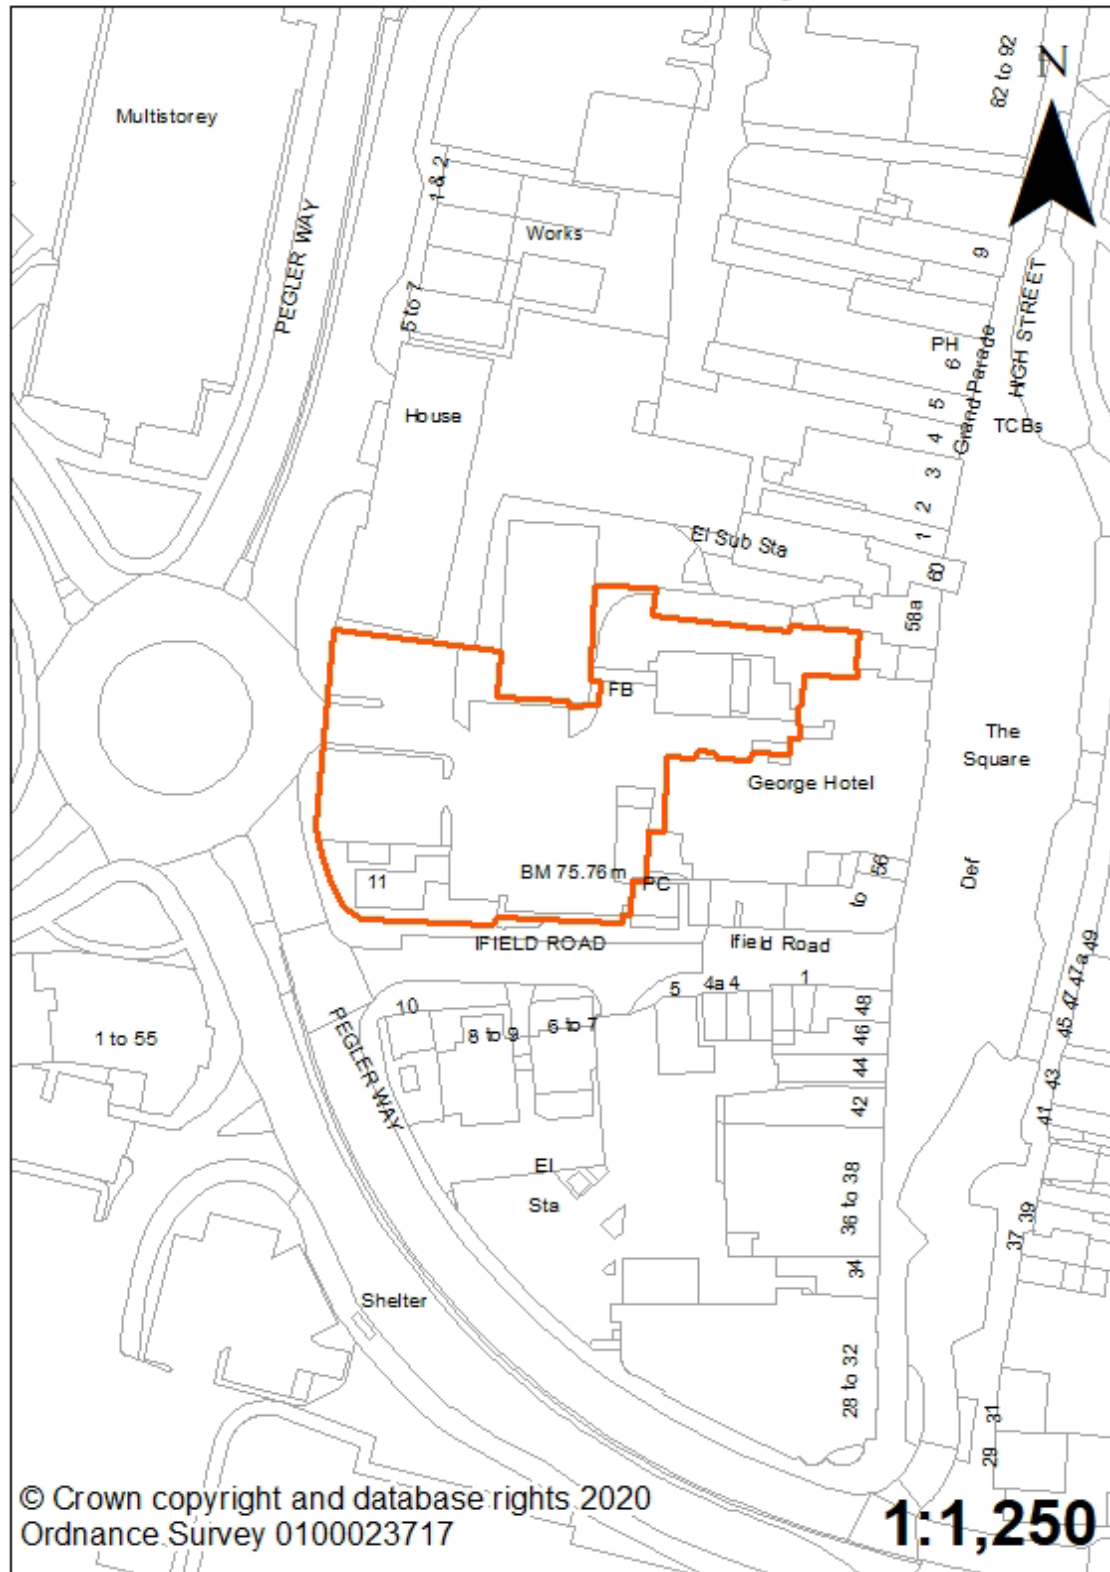 N
82 to 92
Multistorey
1 & 2
PEGLER WAY
Works
9
HIGH STREET
5 to 7
PH
6
Grand Parade
House
5
TCBs
4
3
2
El Sub Sta
1
60
58a
FB
The
Square
George Hotel
56
to
BM 75.76m
11
PC
Def
IFIELD ROAD
Ifield Road
49
47a
47
45
43
41
39
37
10
8 to 9
6 to 7
5
4a 4
1
48
46
44
42
1 to 55
PEGLER WAY
El
Sta
36 to 38
34
Shelter
28 to 32
31
29
© Crown copyright and database rights 2020
Ordnance Survey 0100023717
1:1,250